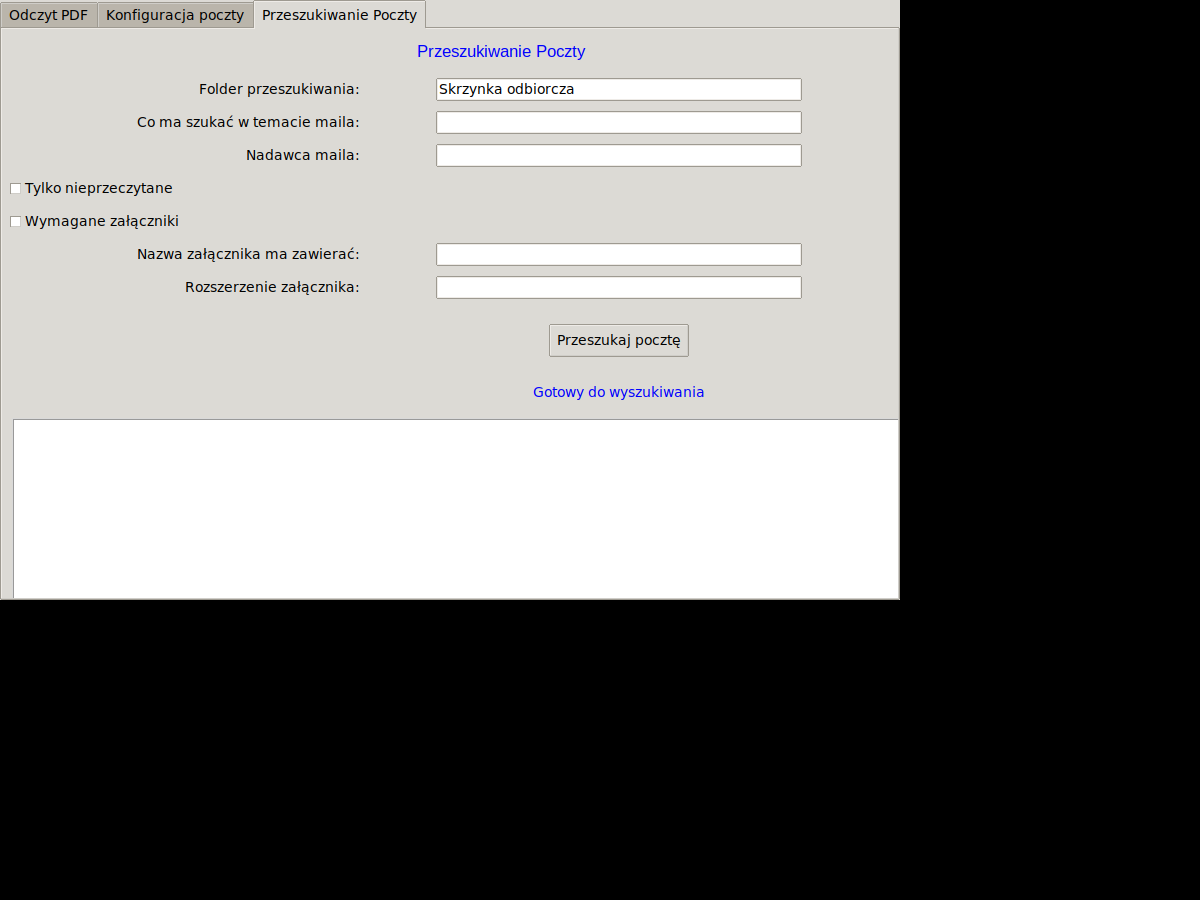 Odczyt PDF Konfiguracja poczty Przeszukiwanie Poczty
Przeszukiwanie Poczty
Folder przeszukiwania: Skrzynka odbiorcza
Co ma szukać w temacie maila:
Nadawca maila:
Tylko nieprzeczytane
Wymagane załączniki
Nazwa załącznika ma zawierać:
Rozszerzenie załącznika:
Przeszukaj pocztę
Gotowy do wyszukiwania